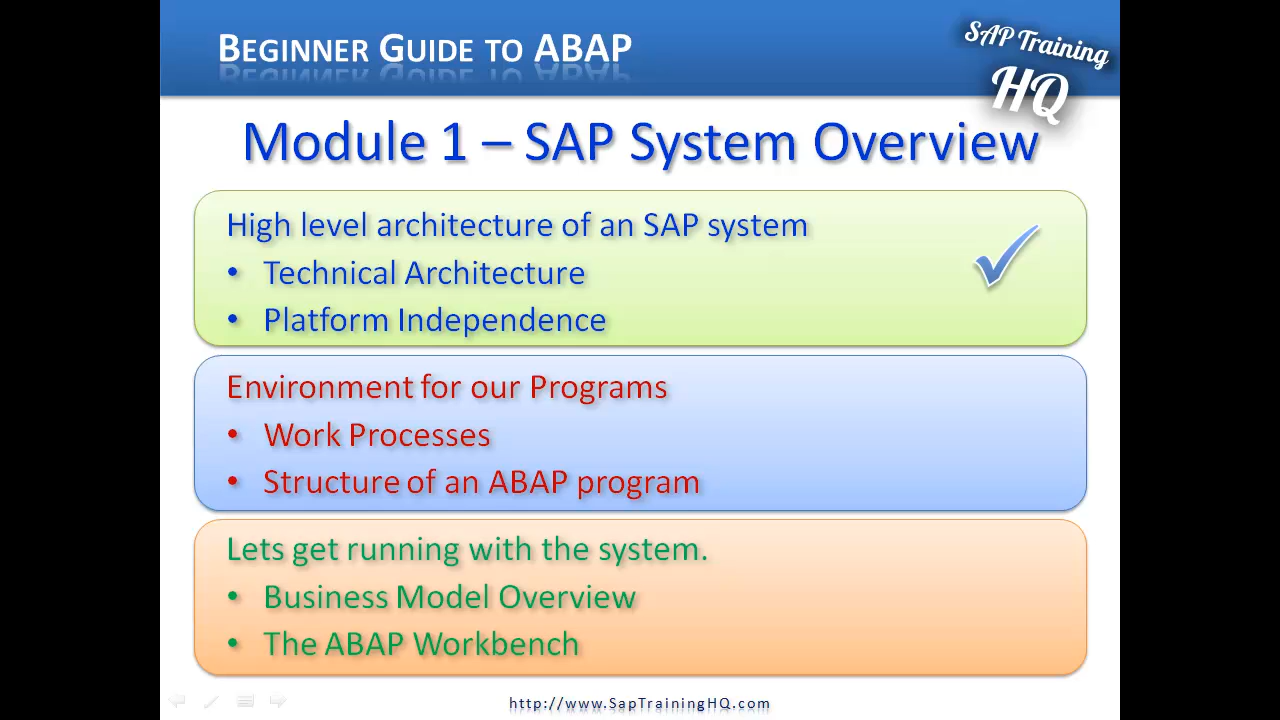 BEGINNER GUIDE TO ABAP
SAP Training
HQ
Module 1 – SAP System Overview
High level architecture of an SAP system
• Technical Architecture
• Platform Independence
Environment for our Programs
• Work Processes
• Structure of an ABAP program
Lets get running with the system.
• Business Model Overview
• The ABAP Workbench
http://www.SapTrainingHQ.com